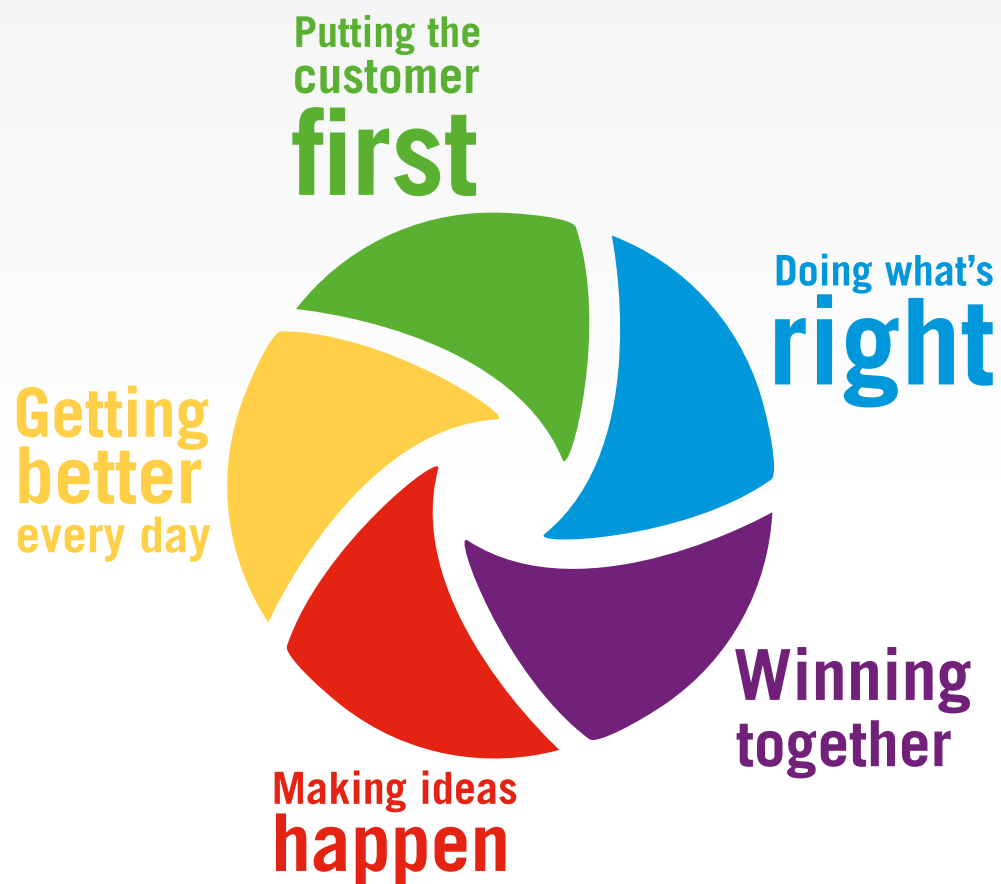 Putting the
customer
first
Doing what’s
right
Winning
together
Making ideas
happen
Getting
better
every day